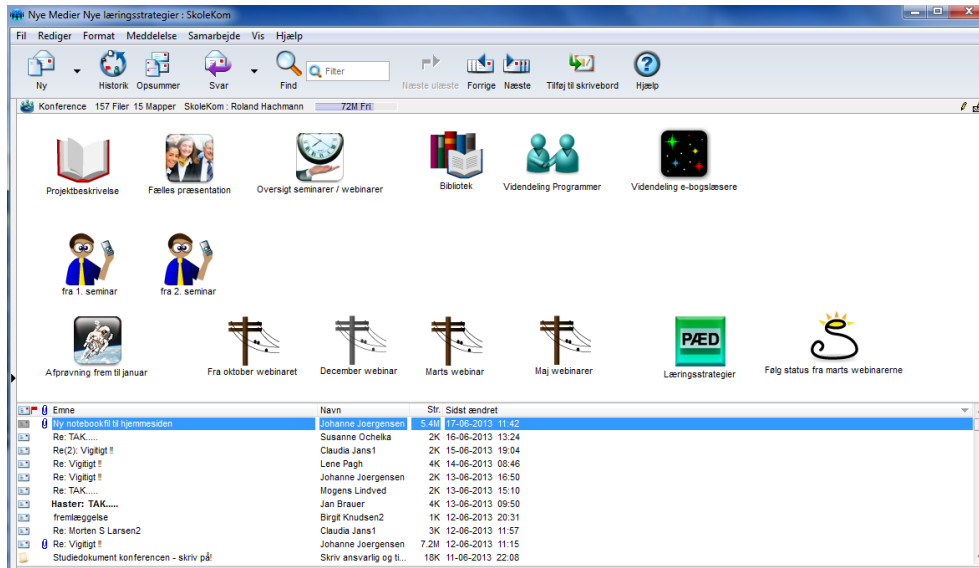 Nye Medier Nye læringsstrategier : SkoleKom
Fil Rediger Format Meddelelse Samarbejde Vis Hjælp
Filter
Ny Historik Opsummer Svar Find Næste ulæste Forrige Næste Tilføj til skrivebord Hjælp
Konference 157 Filer 15 Mapper SkoleKom : Roland Hachmann 72M Fri
Projektbeskrivelse Fælles præsentation Oversigt seminarer / webinarer Bibliotek Videndeling Programmer Videndeling e-bogslæsere
fra 1. seminar fra 2. seminar
PÆD
Afprøvning frem til januar Fra oktober webinaret December webinar Marts webinar Maj webinarer Læringsstrategier Følg status fra marts webinarerne
Emne Navn Str. Sidst ændret
Ny notebookfil til hjemmesiden Johanne Joergensen 5.4M 17-06-2013 11:42
Re: TAK..... Susanne Ochelka 2K 16-06-2013 13:24
Re(2): Vigitigt !! Claudia Jans1 2K 15-06-2013 19:04
Re: Vigitigt !! Lene Pagh 4K 14-06-2013 08:46
Re: Vigitigt !! Johanne Joergensen 2K 13-06-2013 16:50
Re: TAK..... Mogens Lindved 2K 13-06-2013 15:10
Haster: TAK..... Jan Brauer 4K 13-06-2013 09:50
fremlæggelse Birgit Knudsen2 1K 12-06-2013 20:31
Re: Morten S Larsen2 Claudia Jans1 3K 12-06-2013 11:57
Re: Vigitigt !! Johanne Joergensen 7.2M 12-06-2013 11:15
Studiedokument konferencen - skriv på! Skriv ansvarlig og ti... 18K 11-06-2013 22:08